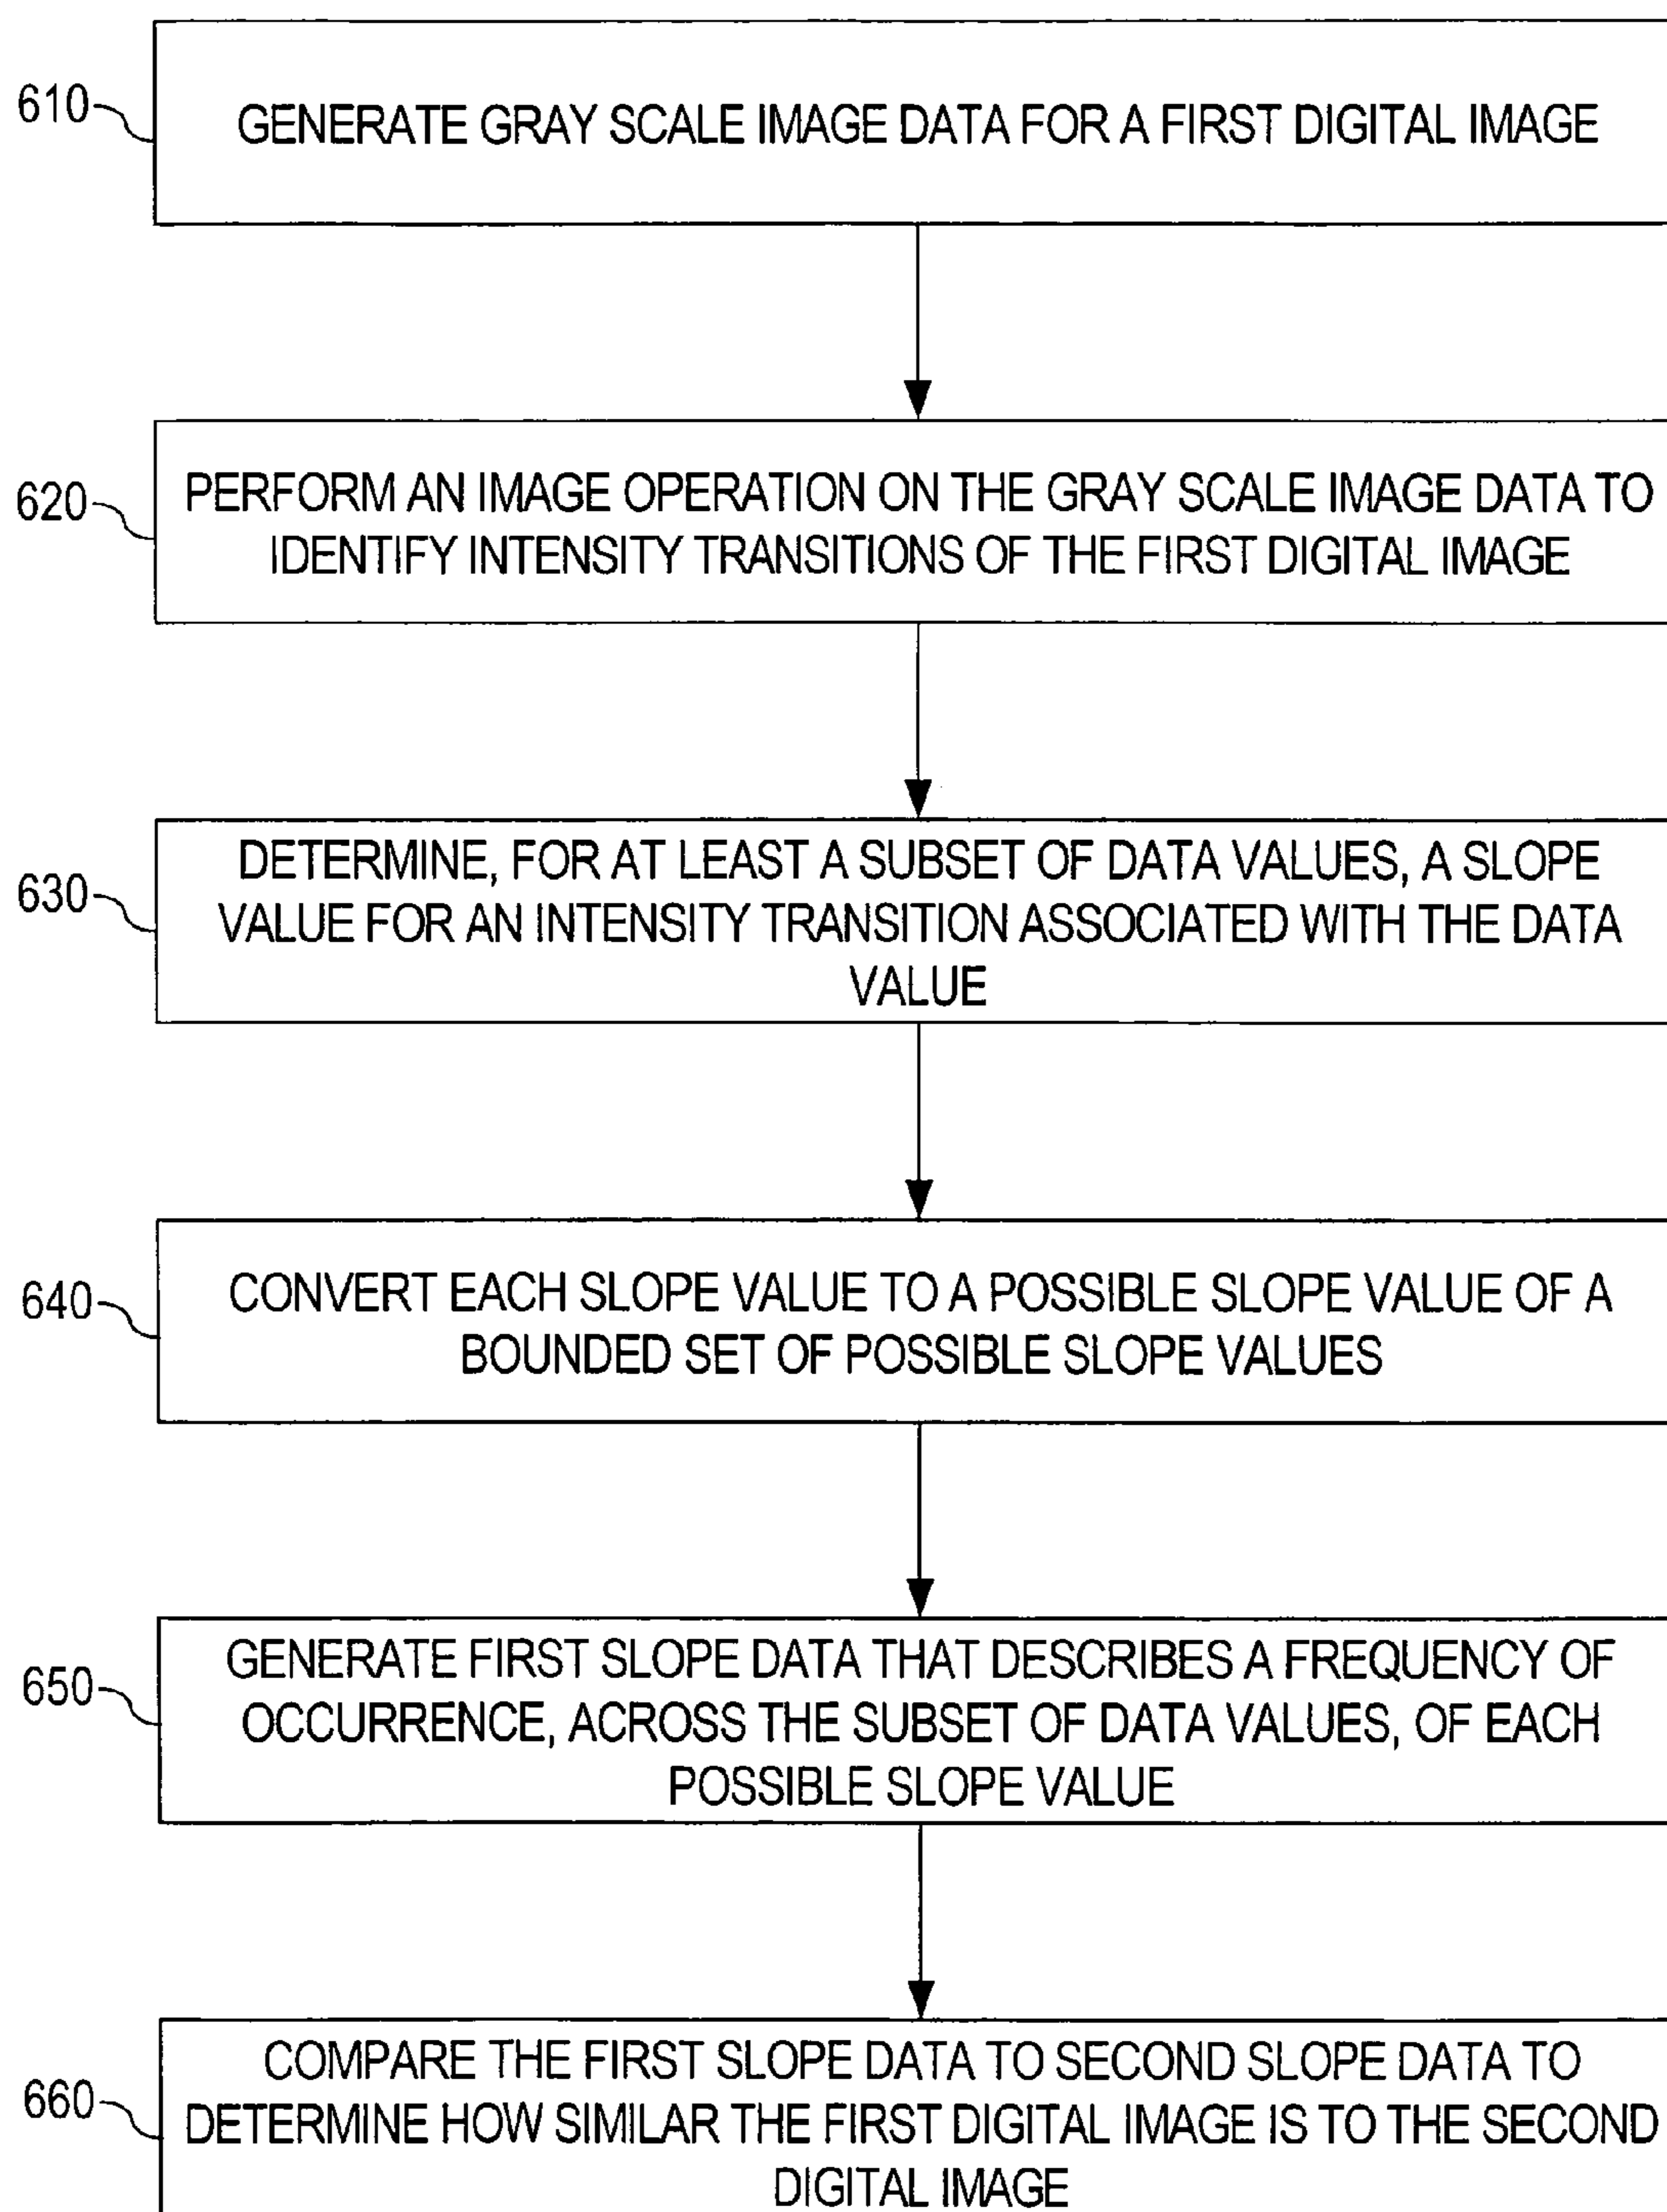 610
GENERATE GRAY SCALE IMAGE DATA FOR A FIRST DIGITAL IMAGE
620
PERFORM AN IMAGE OPERATION ON THE GRAY SCALE IMAGE DATA TO
IDENTIFY INTENSITY TRANSITIONS OF THE FIRST DIGITAL IMAGE
630
DETERMINE, FOR AT LEAST A SUBSET OF DATA VALUES, A SLOPE
VALUE FOR AN INTENSITY TRANSITION ASSOCIATED WITH THE DATA
VALUE
640
CONVERT EACH SLOPE VALUE TO A POSSIBLE SLOPE VALUE OF A
BOUNDED SET OF POSSIBLE SLOPE VALUES
650
GENERATE FIRST SLOPE DATA THAT DESCRIBES A FREQUENCY OF
OCCURRENCE, ACROSS THE SUBSET OF DATA VALUES, OF EACH
POSSIBLE SLOPE VALUE
660
COMPARE THE FIRST SLOPE DATA TO SECOND SLOPE DATA TO
DETERMINE HOW SIMILAR THE FIRST DIGITAL IMAGE IS TO THE SECOND
DIGITAL IMAGE